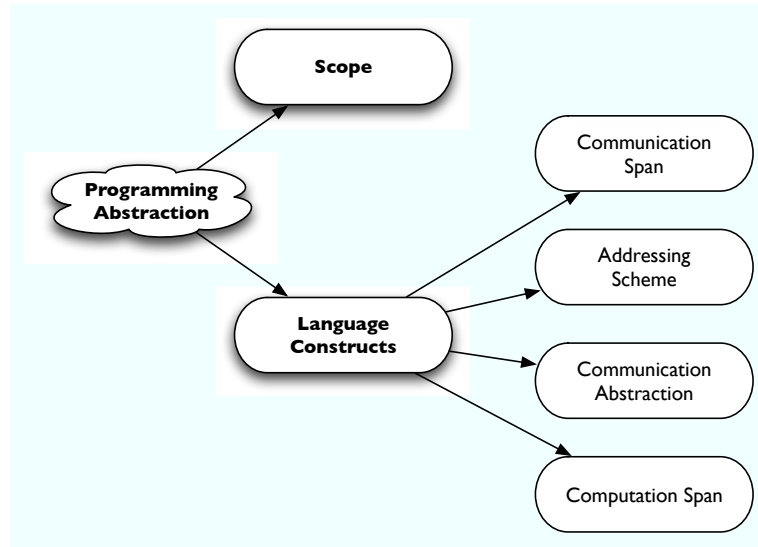 Scope
Programming
Abstraction
Language
Constructs
Communication
Span
Addressing
Scheme
Communication
Abstraction
Computation Span